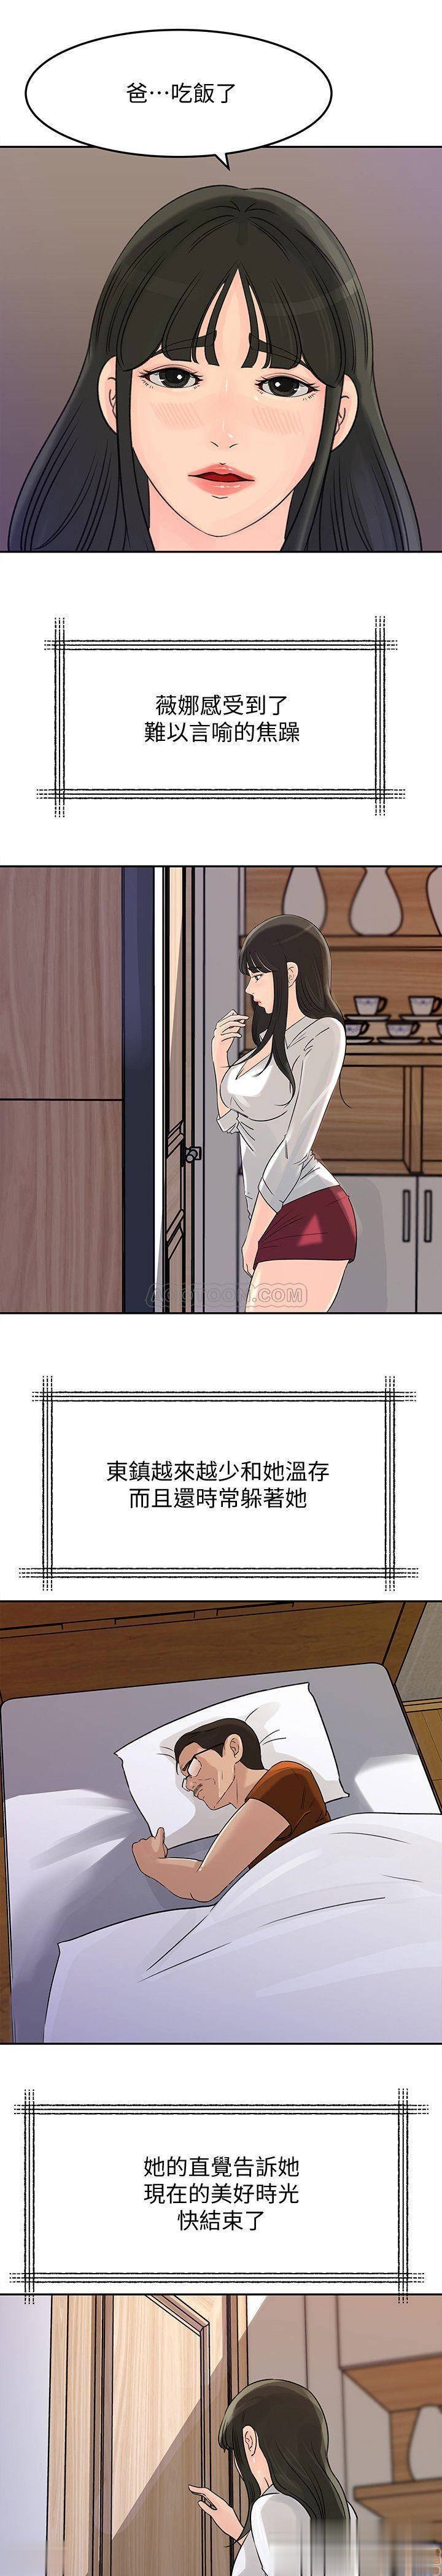 爸⋯吃飯了
薇娜感受到了
難以言喻的焦躁
東鎮越來越少和她溫存
而且還時常躲著她
她的直覺告訴她
現在的美好時光
快結束了